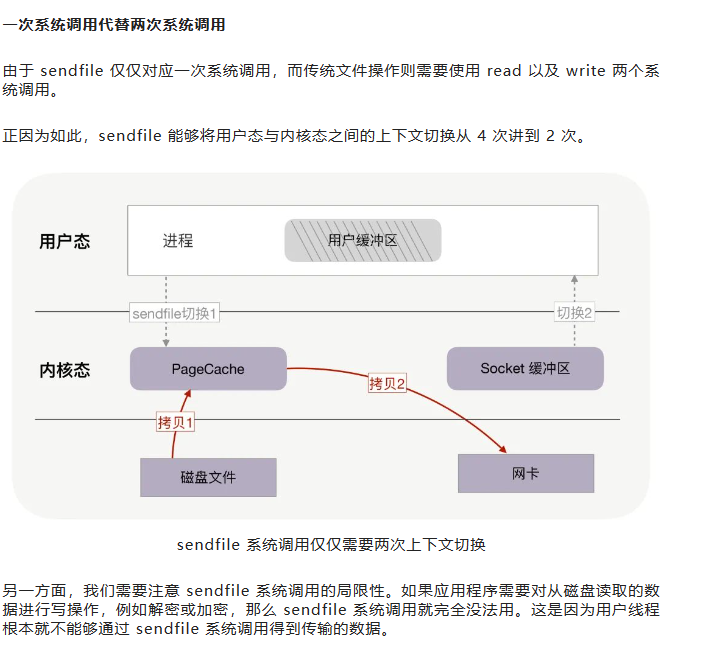 一次系统调用代替两次系统调用
由于 sendfile 仅仅对应一次系统调用，而传统文件操作则需要使用 read 以及 write 两个系
统调用。
正因为如此，sendfile 能够将用户态与内核态之间的上下文切换从 4 次讲到 2 次。
用户态
进程
用户缓冲区
sendfile切换1
切换2
内核态
PageCache
Socket 缓冲区
拷贝2
拷贝1
磁盘文件
网卡
sendfile 系统调用仅仅需要两次上下文切换
另一方面，我们需要注意 sendfile 系统调用的局限性。如果应用程序需要对从磁盘读取的数
据进行写操作，例如解密或加密，那么 sendfile 系统调用就完全没法用。这是因为用户线程
根本就不能够通过 sendfile 系统调用得到传输的数据。